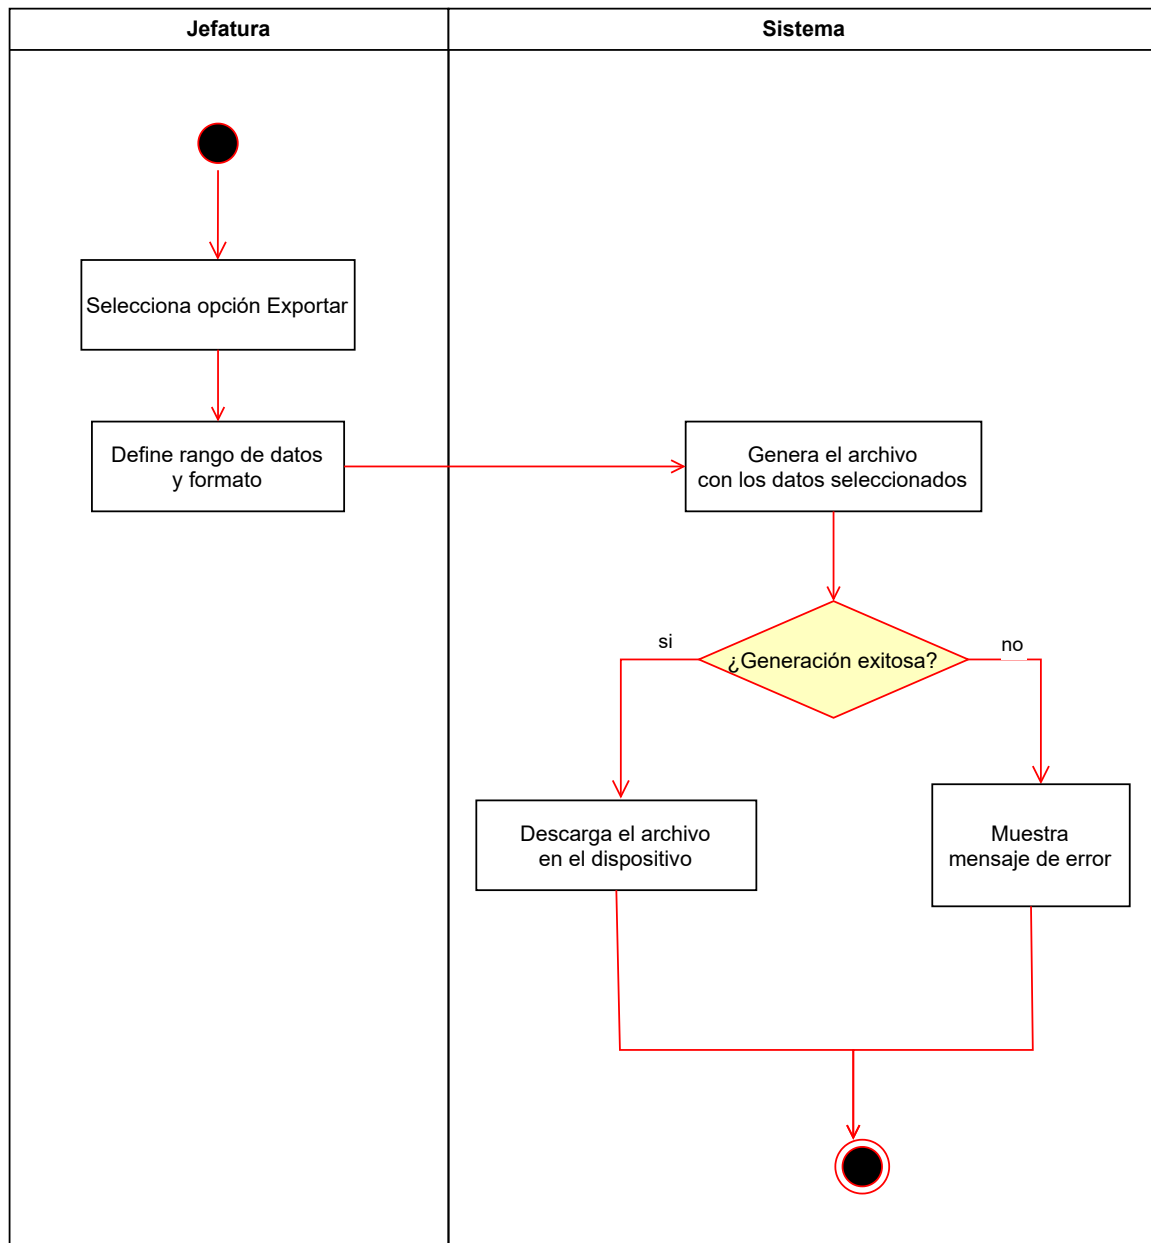 Jefatura
Sistema
Selecciona opción Exportar
Define rango de datos
y formato
Genera el archivo
con los datos seleccionados
¿Generación exitosa?
si
no
Descarga el archivo
en el dispositivo
Muestra
mensaje de error